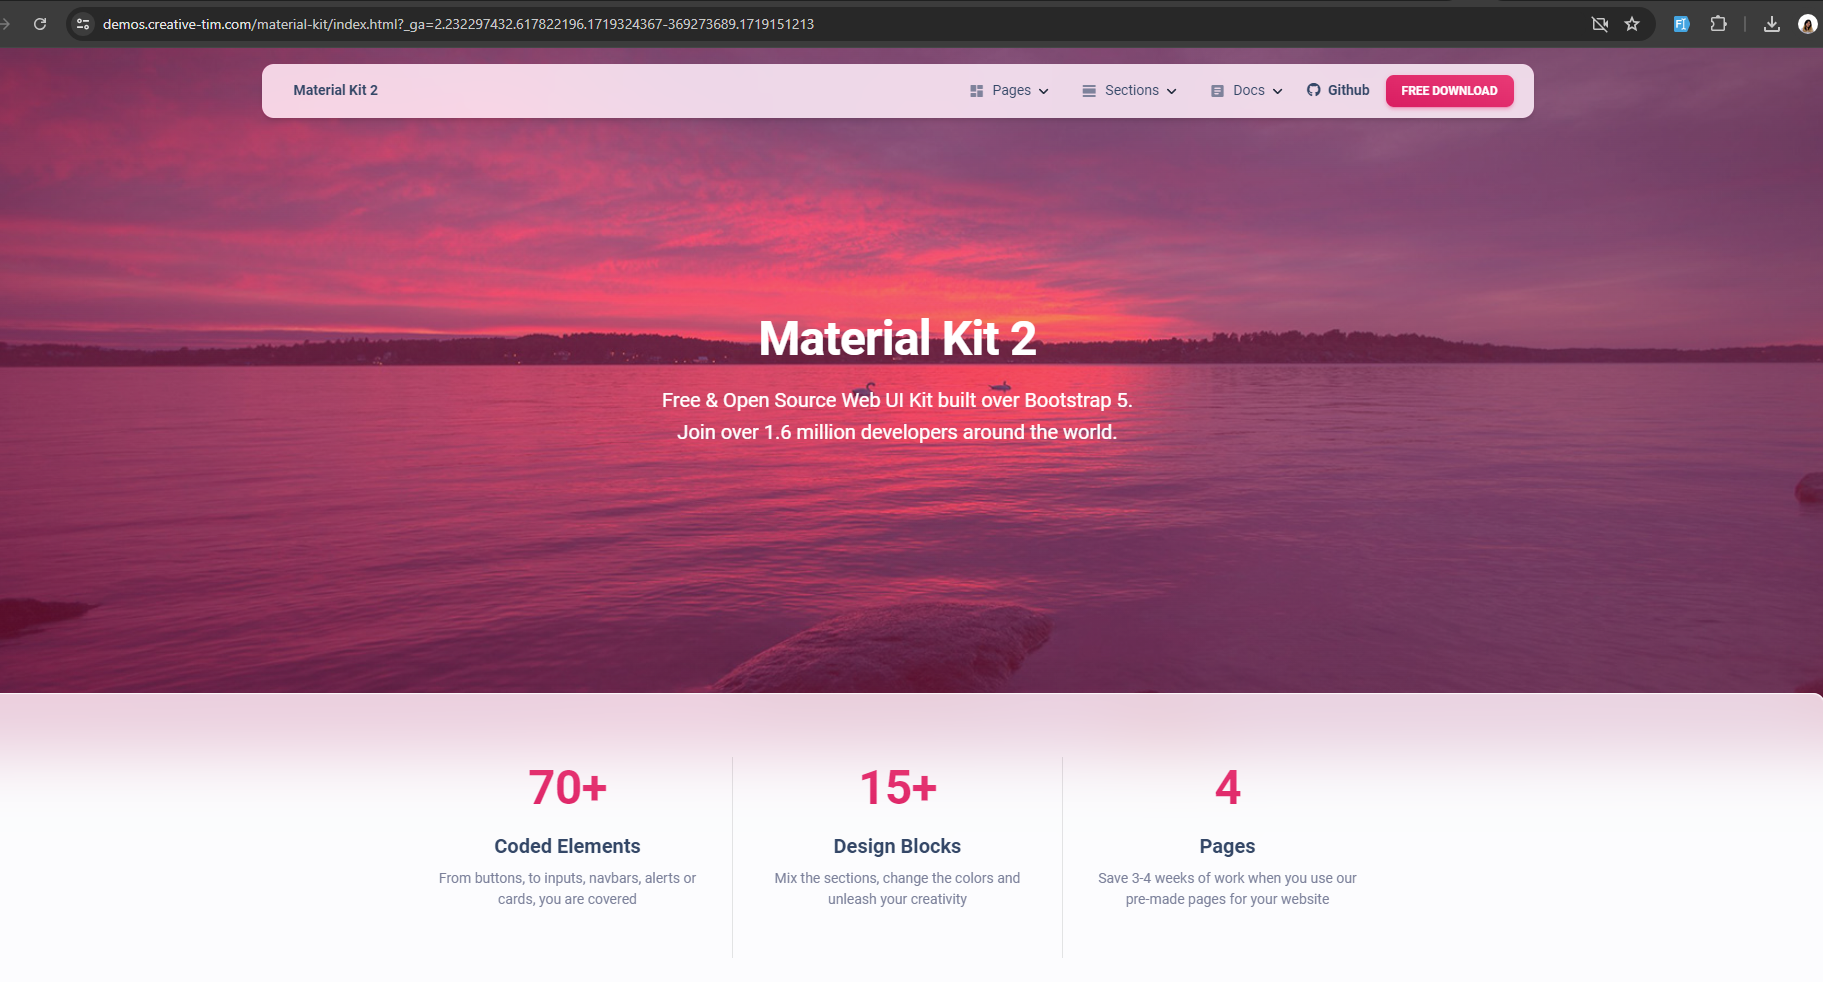 demos.creative-tim.com/material-kit/index.html?_ga=2.232297432.617822196.1719324367-369273689.1719151213
Material Kit 2
Pages
Sections
Docs
Github
FREE DOWNLOAD
Material Kit 2
Free & Open Source Web UI Kit built over Bootstrap 5.
Join over 1.6 million developers around the world.
70+
Coded Elements
From buttons, to inputs, navbars, alerts or
cards, you are covered
15+
Design Blocks
Mix the sections, change the colors and
unleash your creativity
4
Pages
Save 3-4 weeks of work when you use our
pre-made pages for your website